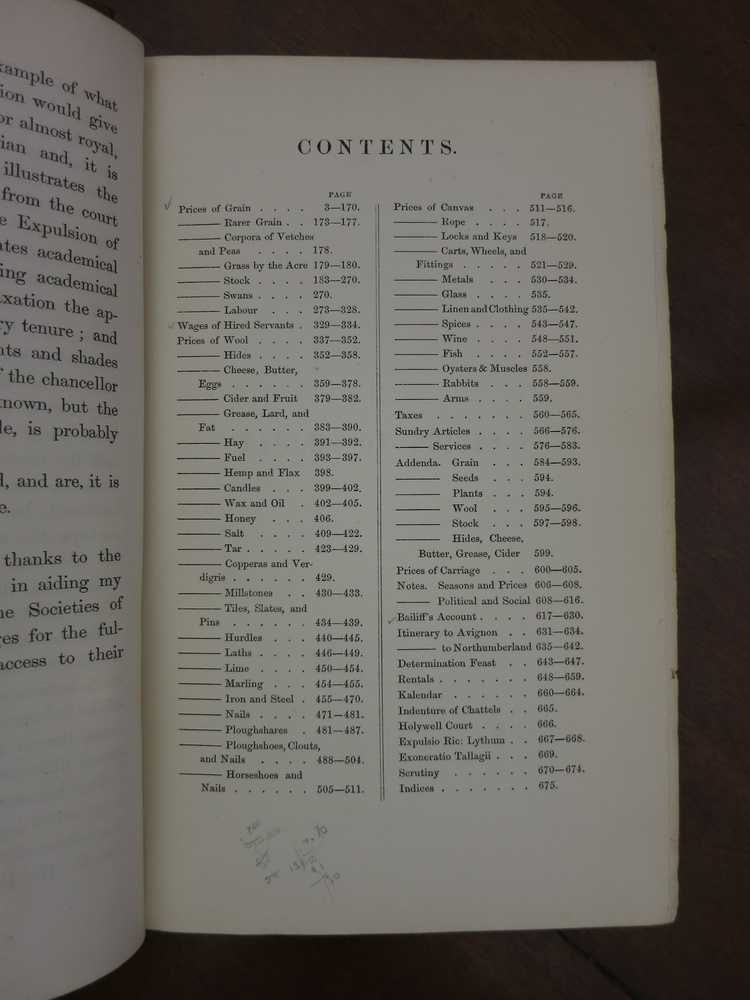 xample of what
ion would give
or almost royal,
ian and, it is
illustrates the
from the court
e Expulsion of
ates academical
ing academical
xation the ap-
ry tenure ; and
nts and shades
f the chancellor
known, but the
le, is probably
d, and are, it is
e.
thanks to the
in aiding my
ne Societies of
ges for the ful-
access to their
CONTENTS.
PAGE
Prices of Grain . . . . 3—170.
——— Rarer Grain . . 173—177.
——— Corpora of Vetches
and Peas . . . . 178.
——— Grass by the Acre 179—180.
——— Stock . . . . 183—270.
——— Swans . . . . 270.
——— Labour . . . 273—328.
Wages of Hired Servants . 329—334.
Prices of Wool . . . . 337—352.
——— Hides . . . . 352—358.
——— Cheese, Butter,
Eggs . . . . . . 359—378.
——— Cider and Fruit 379—382.
——— Grease, Lard, and
Fat . . . . . . 383—390.
——— Hay . . . . 391—392.
——— Fuel . . . . 393—397.
——— Hemp and Flax 398.
——— Candles . . . 399—402.
——— Wax and Oil . 402—405.
——— Honey . . . 406.
——— Salt . . . . 409—422.
——— Tar . . . . . 423—429.
——— Copperas and Ver-
digris . . . . . . 429.
——— Millstones . . 430—433.
——— Tiles, Slates, and
Pins . . . . . . 434—439.
——— Hurdles . . . 440—445.
——— Laths . . . . 446—449.
——— Lime . . . . 450—454.
——— Marling . . . 454—455.
——— Iron and Steel . 455—470.
——— Nails . . . . 471—481.
——— Ploughshares . 481—487.
——— Ploughshoes, Clouts,
and Nails . . . . 488—504.
——— Horseshoes and
Nails . . . . . . 505—511.
PAGE
Prices of Canvas . . . 511—516.
——— Rope . . . . 517.
——— Locks and Keys 518—520.
——— Carts, Wheels, and
Fittings . . . . . 521—529.
——— Metals . . . 530—534.
——— Glass . . . . 535.
——— Linen and Clothing 535—542.
——— Spices . . . . 543—547.
——— Wine . . . . 548—551.
——— Fish . . . . 552—557.
——— Oysters & Muscles 558.
——— Rabbits . . . 558—559.
——— Arms . . . . 559.
Taxes . . . . . . . 560—565.
Sundry Articles . . . . 566—576.
——— Services . . . . 576—583.
Addenda. Grain . . . 584—593.
——— Seeds . . . 594.
——— Plants . . . 594.
——— Wool . . . 595—596.
——— Stock . . . 597—598.
——— Hides, Cheese,
Butter, Grease, Cider 599.
Prices of Carriage . . . 600—605.
Notes. Seasons and Prices 606—608.
——— Political and Social 608—616.
Bailiff's Account . . . . 617—630.
Itinerary to Avignon . . 631—634.
——— to Northumberland 635—642.
Determination Feast . . 643—647.
Rentals . . . . . . . 648—659.
Kalendar . . . . . . 660—664.
Indenture of Chattels . . 665.
Holywell Court . . . . 666.
Expulsio Ric: Lythum . . 667—668.
Exoneratio Tallagii . . . 669.
Scrutiny . . . . . . 670—674.
Indices . . . . . . . 675.